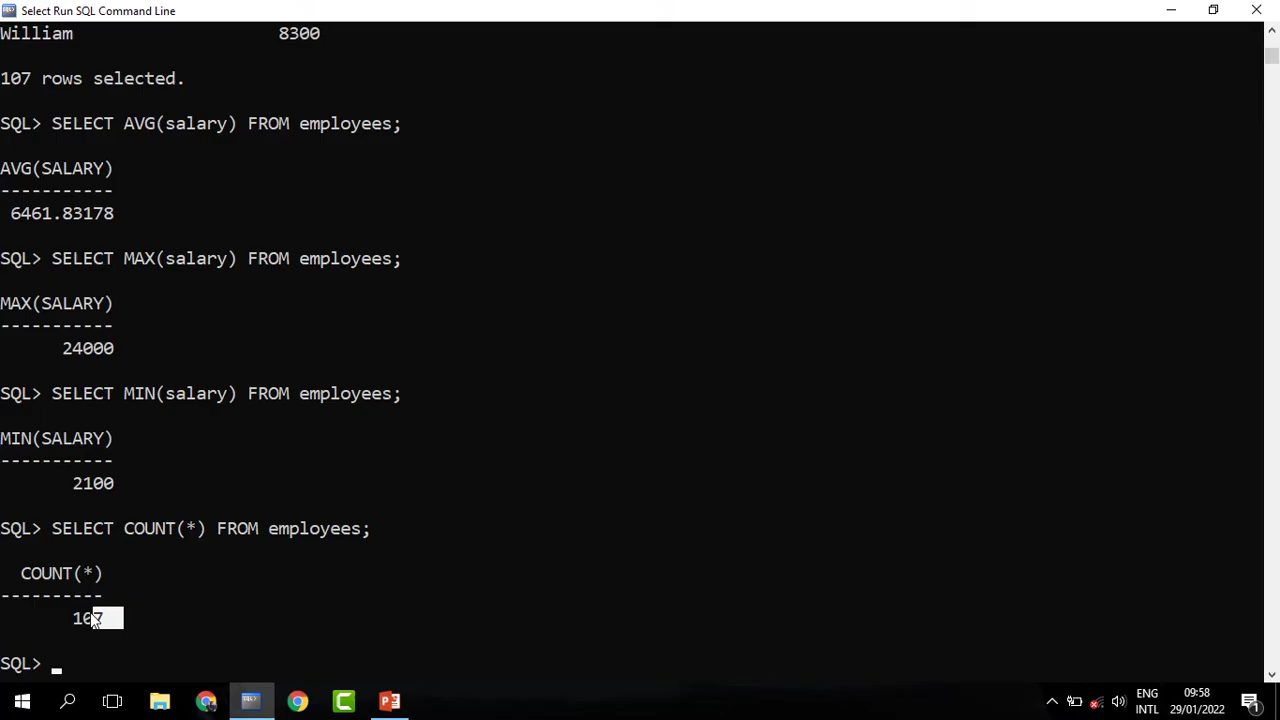 Select Run SQL Command Line
William 8300
107 rows selected.
SQL> SELECT AVG(salary) FROM employees;
AVG(SALARY)
-----------
6461.83178
SQL> SELECT MAX(salary) FROM employees;
MAX(SALARY)
-----------
24000
SQL> SELECT MIN(salary) FROM employees;
MIN(SALARY)
-----------
2100
SQL> SELECT COUNT(*) FROM employees;
COUNT(*)
----------
107
SQL>
ENG 09:58
INTL 29/01/2022